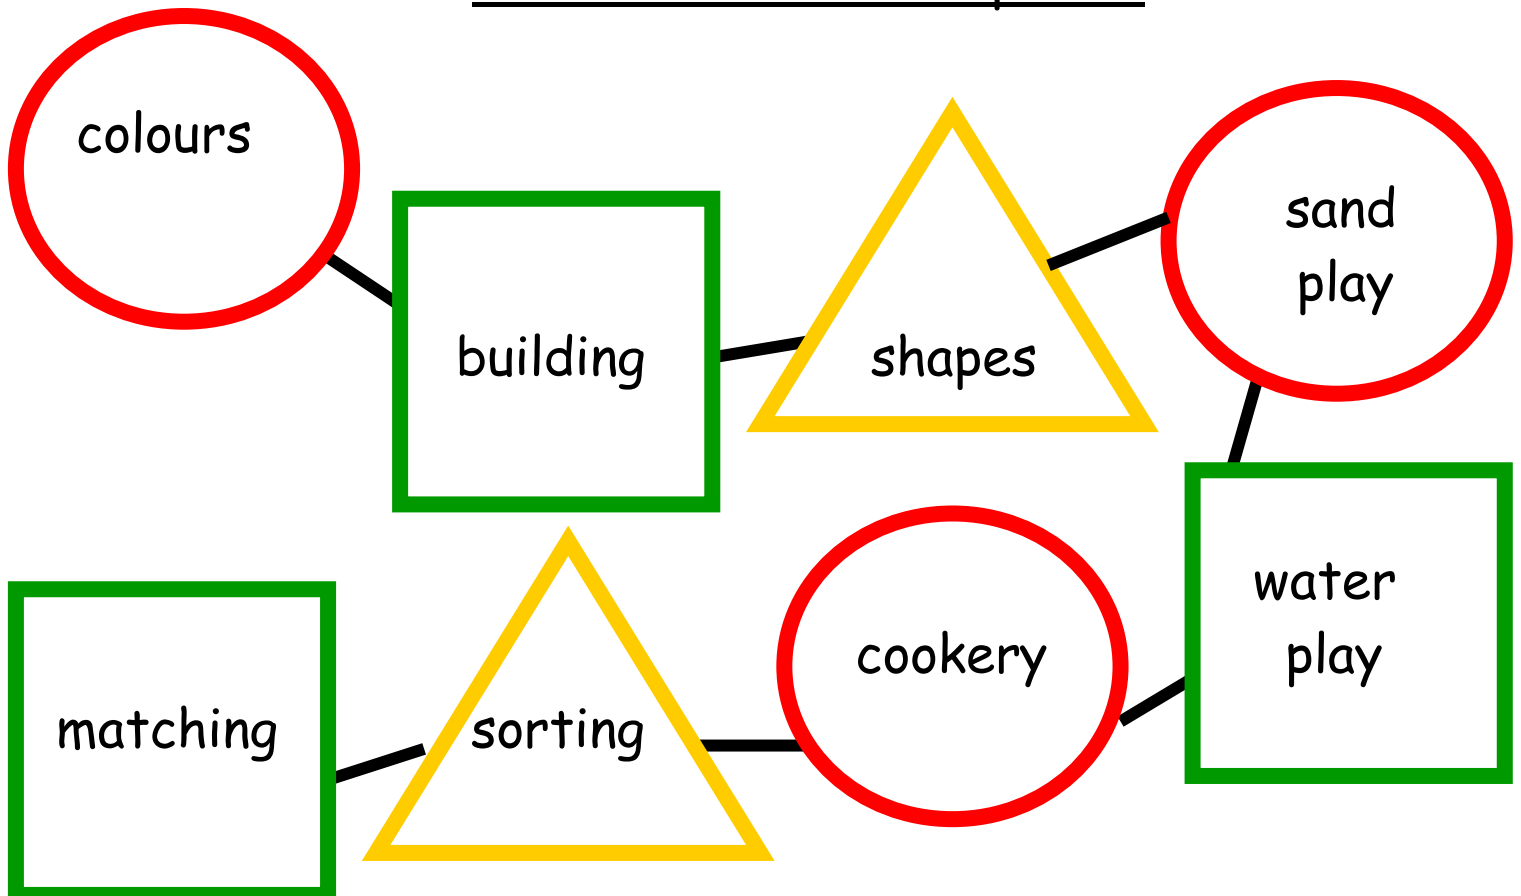 colours
building
shapes
sand
play
water
play
cookery
sorting
matching